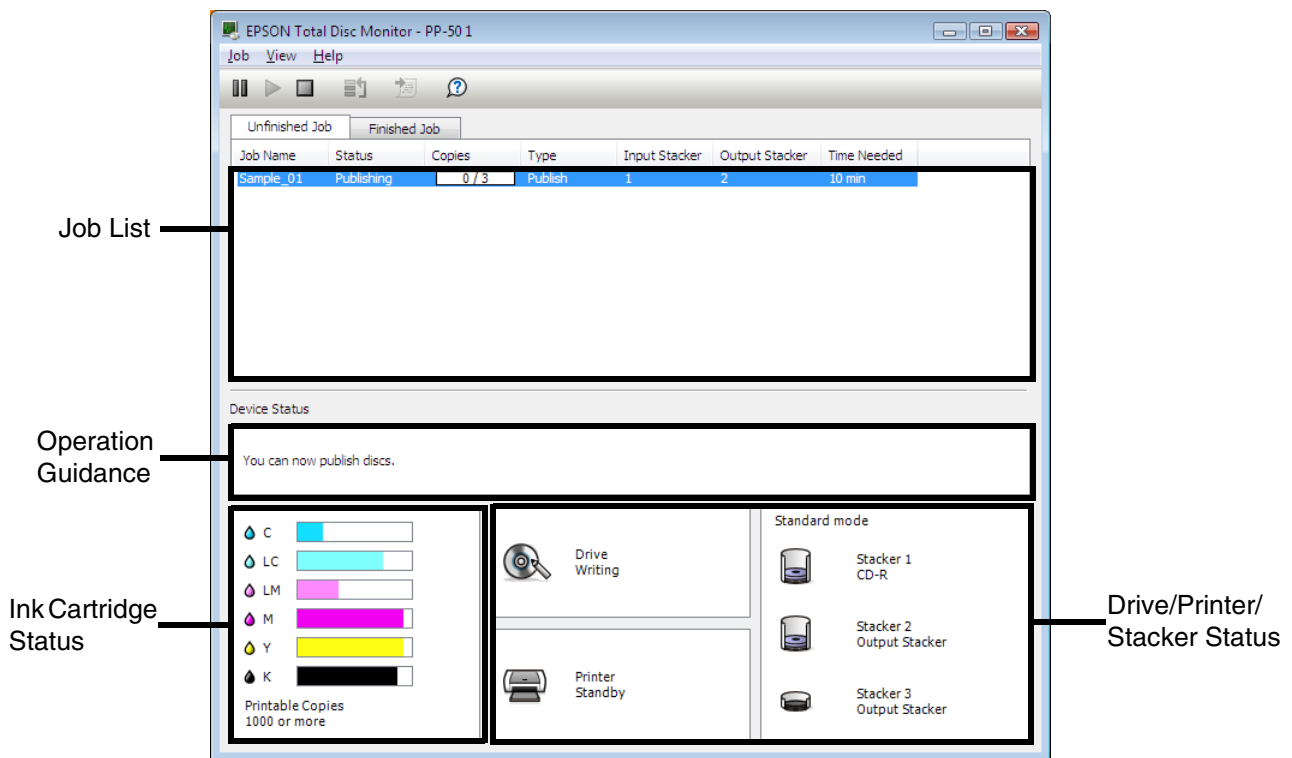 EPSON Total Disc Monitor - PP-50 1
Job View Help
Unfinished Job Finished Job
Job Name Status Copies Type Input Stacker Output Stacker Time Needed
Sample_01 Publishing 0 / 3 Publish 1 2 10 min
Job List
Device Status
Operation
Guidance
You can now publish discs.
Ink Cartridge
Status
C
LC
LM
M
Y
K
Printable Copies
1000 or more
Drive
Writing
Printer
Standby
Standard mode
Stacker 1
CD-R
Stacker 2
Output Stacker
Stacker 3
Output Stacker
Drive/Printer/
Stacker Status